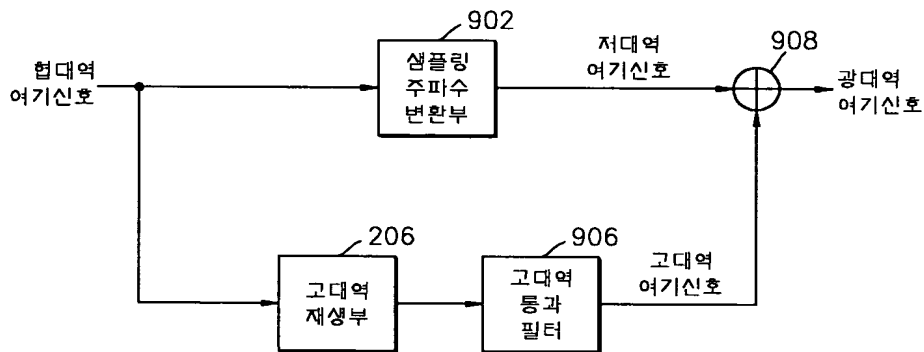 902
협대역
여기신호
샘플링
주파수
변환부
저대역
여기신호
908
광대역
여기신호
206
고대역
재생부
906
고대역
통과
필터
고대역
여기신호